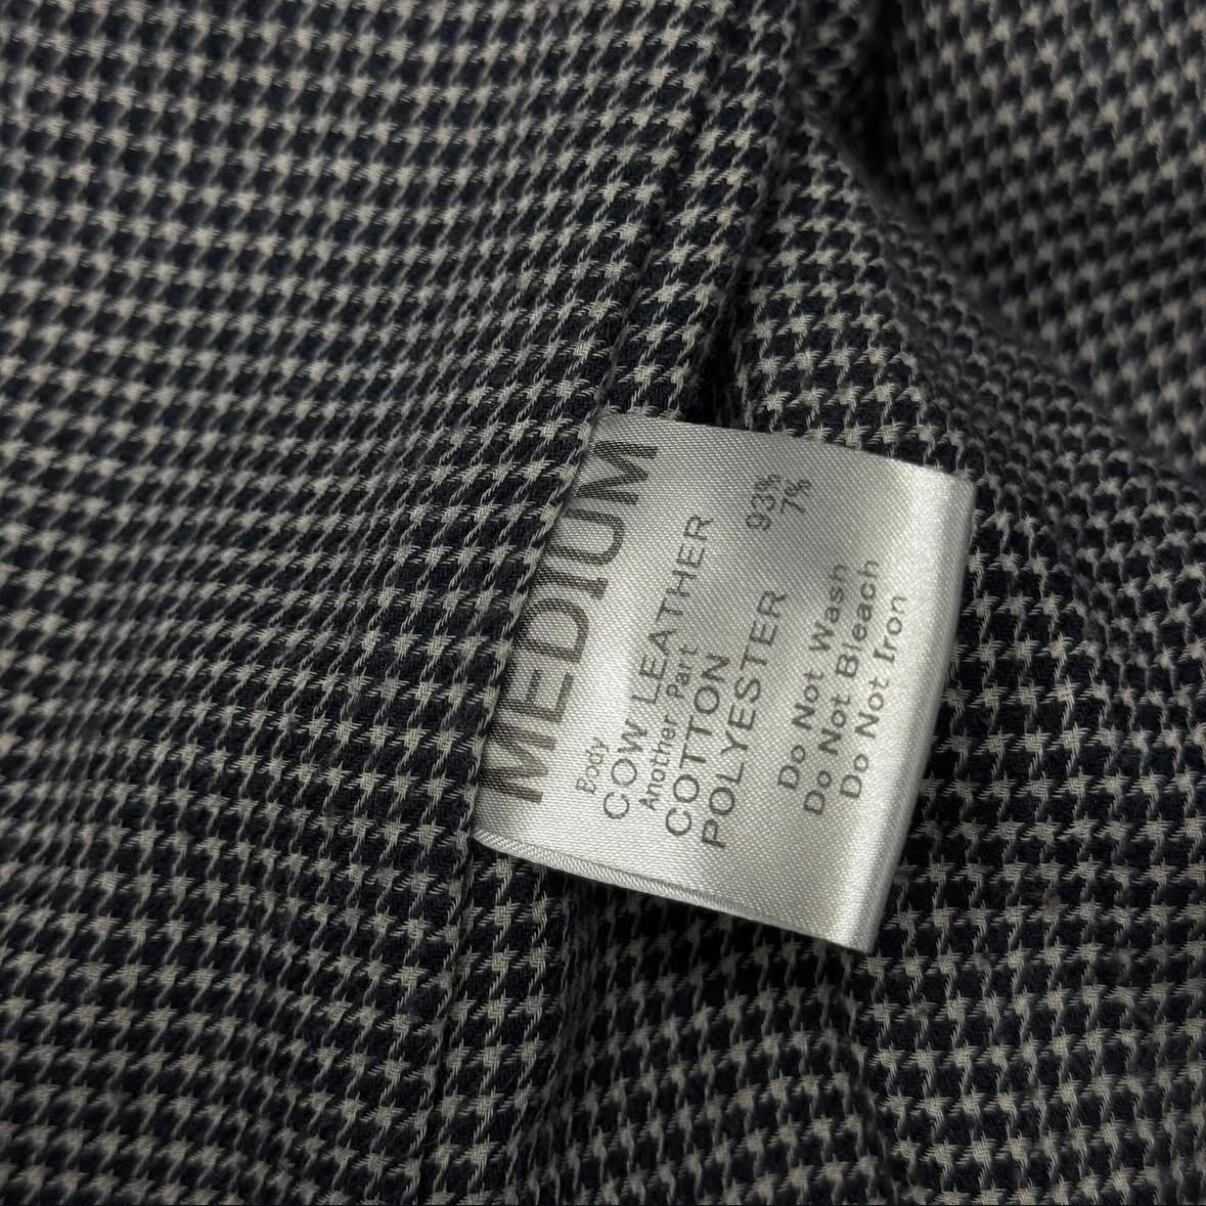 MEDIUM
Body
COW LEATHER
Another Part
COTTON 93%
POLYESTER 7%
Do Not Wash
Do Not Bleach
Do Not Iron